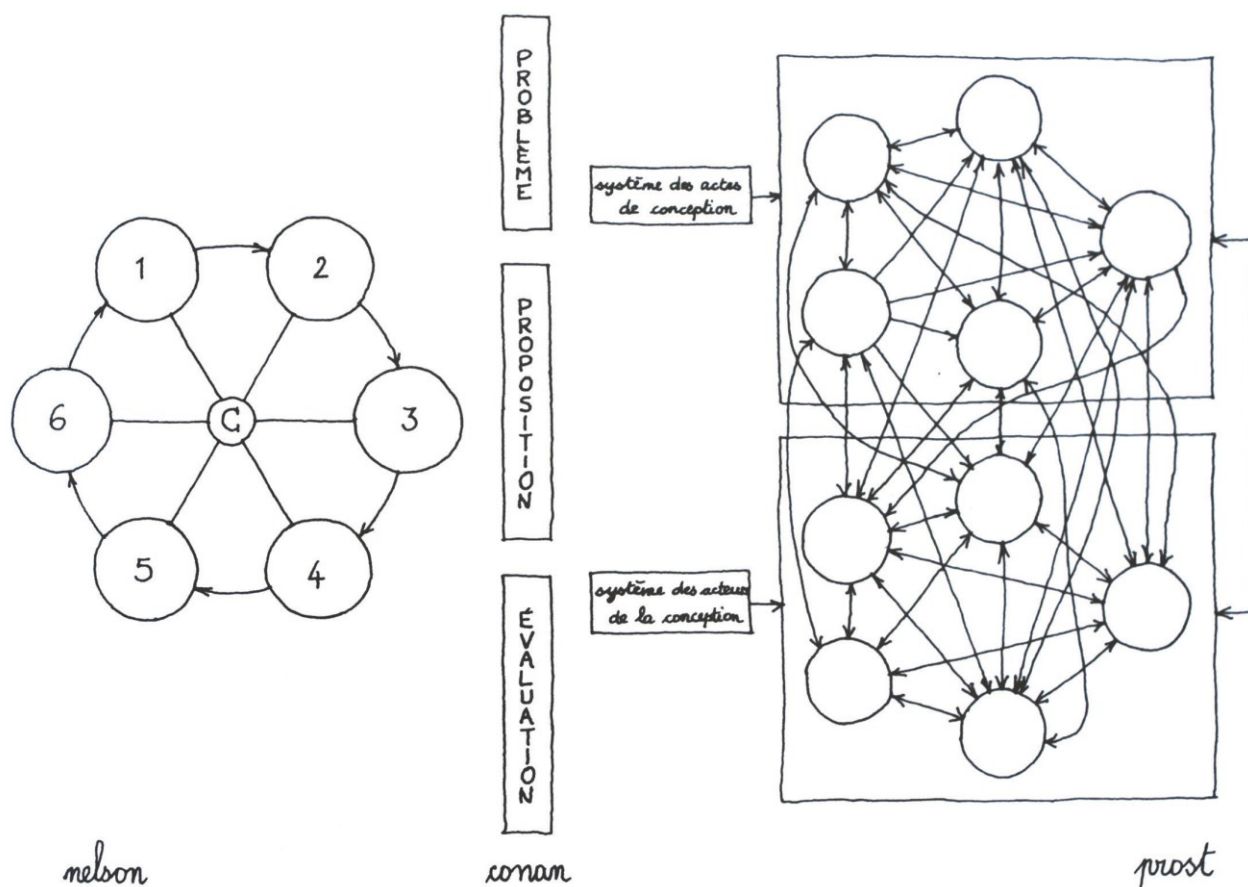 1
2
3
4
5
6
C
nelson
PROBLÈME
PROPOSITION
ÉVALUATION
conan
système des actes
de conception
système des acteurs
de la conception
prost